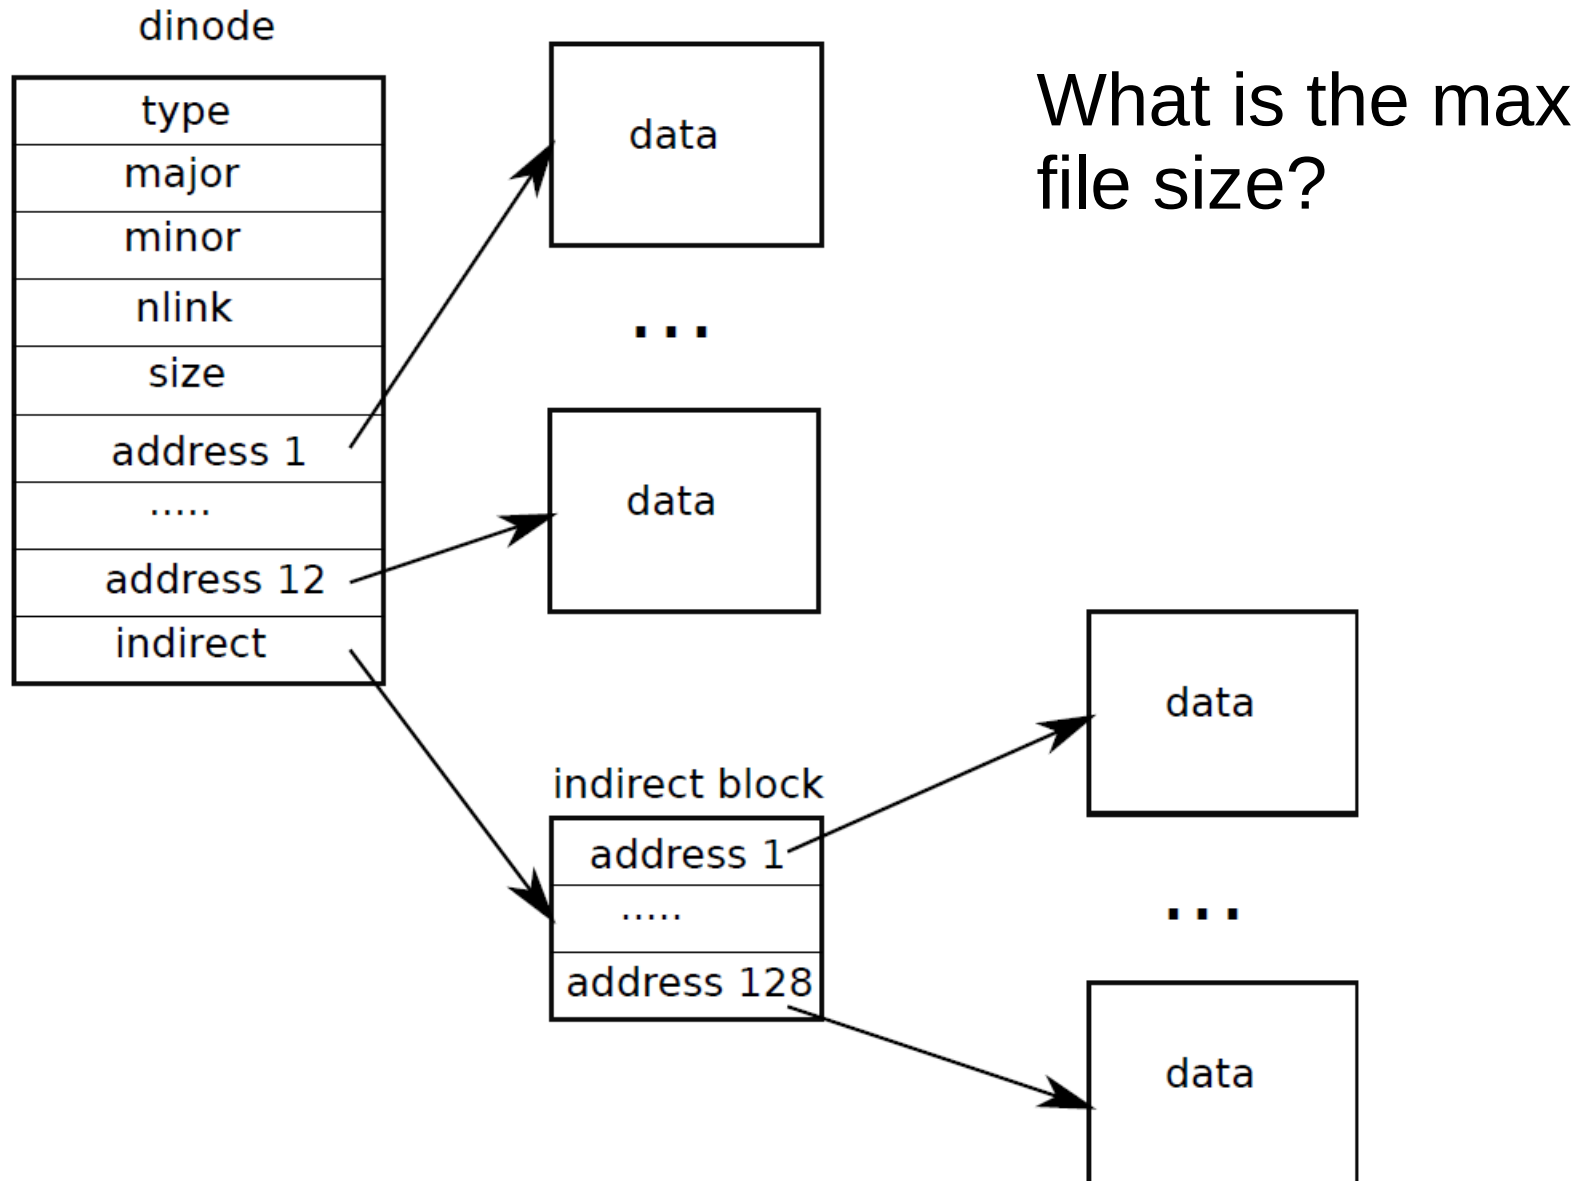 dinode
type
major
minor
nlink
size
address 1
.....
address 12
indirect
data
...
data
What is the max
file size?
indirect block
address 1
.....
address 128
data
...
data